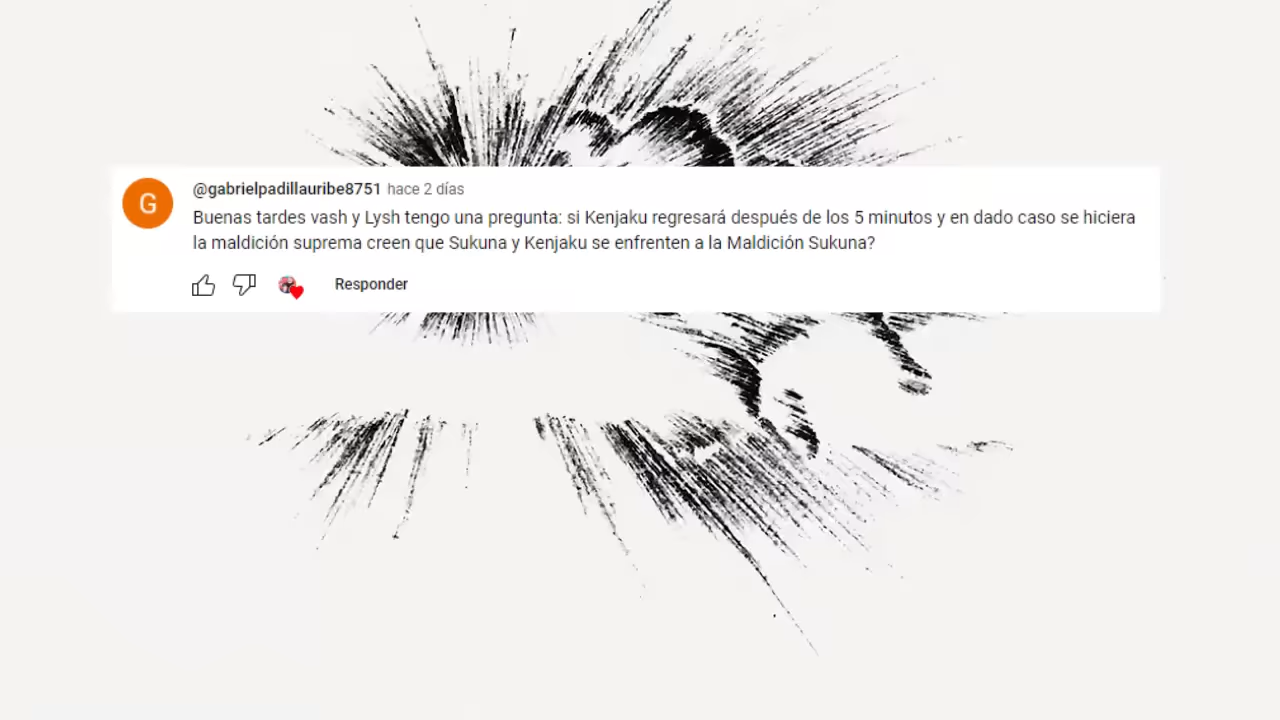 G
@gabrielpadillauribe8751 hace 2 días
Buenas tardes vash y Lysh tengo una pregunta: si Kenjaku regresará después de los 5 minutos y en dado caso se hiciera
la maldición suprema creen que Sukuna y Kenjaku se enfrenten a la Maldición Sukuna?
Responder